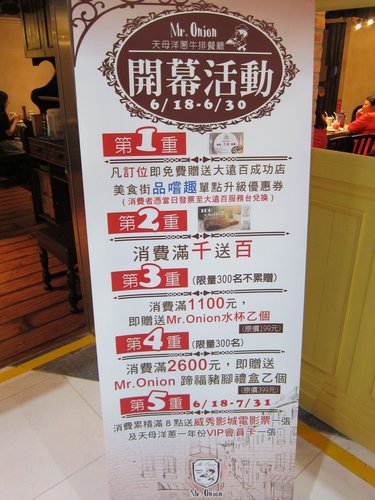 Mr. Onion
天母洋蔥牛排餐廳
開幕活動
6/18-6/30
第1重
凡訂位即免費贈送大遠百成功店
美食街品嚐趣單點升級優惠券
(消費者憑當日發票至大遠百服務台兌換)
第2重
消費滿千送百
第3重 (限量300名不累贈)
消費滿1100元，
即贈送Mr.Onion水杯乙個
(原價199元)
第4重 (限量300名)
消費滿2600元，即贈送
Mr.Onion 蹄福豬腳禮盒乙個
(原價399元)
第5重 6/18-7/31
消費累積滿8點送威秀影城電影票一張
及天母洋蔥一年份VIP會員卡一張
Mr. Onion